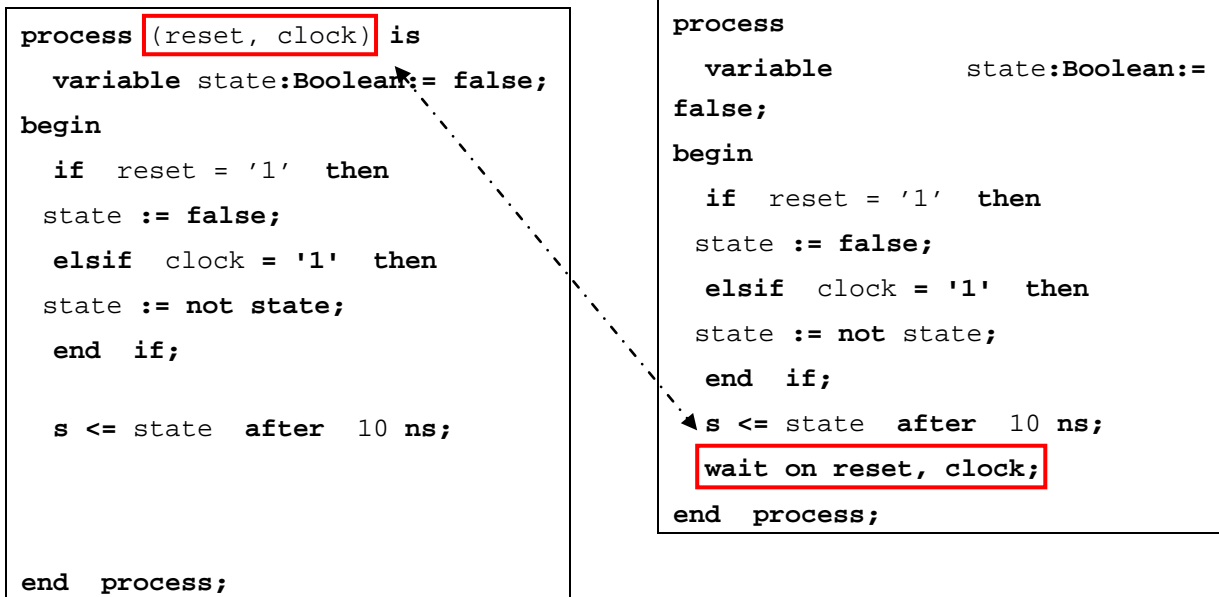 process (reset, clock) is
variable state:Boolean:= false;
begin
if reset = ’1’ then
state := false;
elsif clock = '1' then
state := not state;
end if;
s <= state after 10 ns;
end process;
process
variable state:Boolean:=
false;
begin
if reset = ’1’ then
state := false;
elsif clock = '1' then
state := not state;
end if;
s <= state after 10 ns;
wait on reset, clock;
end process;